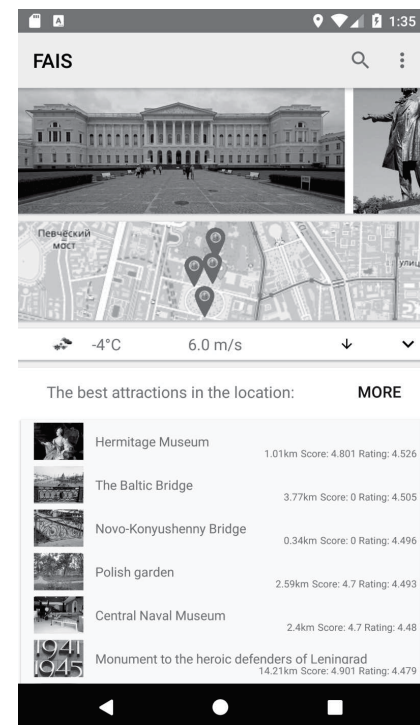 A 1:35
FAIS
Певческий
мост
улиц
-4°C 6.0 m/s
The best attractions in the location: MORE
Hermitage Museum
1.01km Score: 4.801 Rating: 4.526
The Baltic Bridge
3.77km Score: 0 Rating: 4.505
Novo-Konyushenny Bridge
0.34km Score: 0 Rating: 4.496
Polish garden
2.59km Score: 4.7 Rating: 4.493
Central Naval Museum
2.4km Score: 4.7 Rating: 4.48
1941
1945
Monument to the heroic defenders of Leningrad
14.21km Score: 4.901 Rating: 4.479